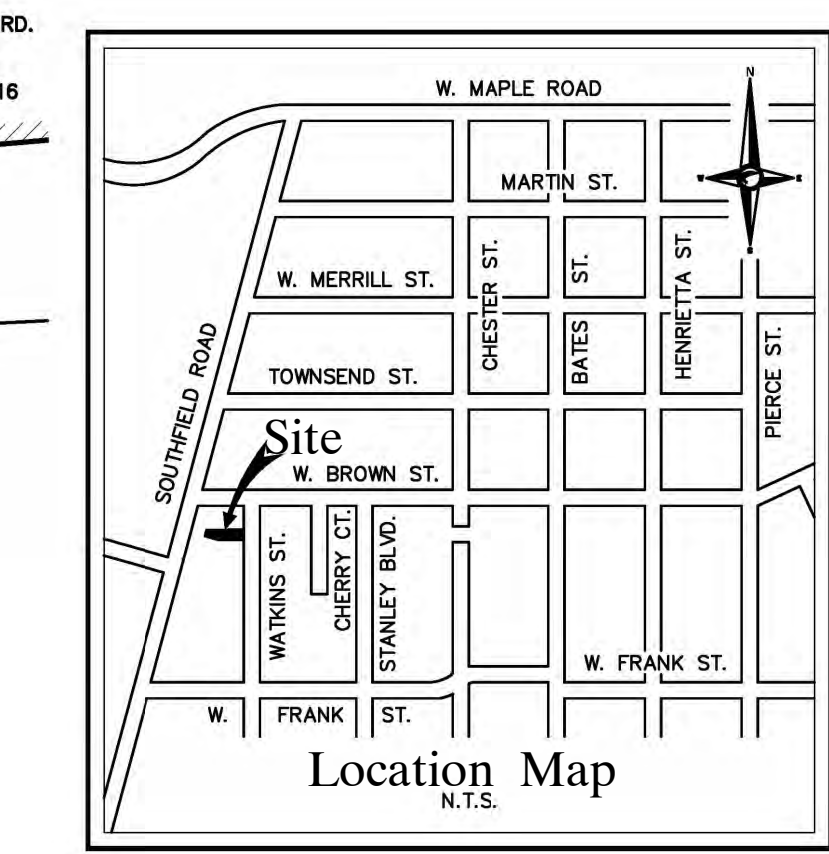 RD.
16
W. MAPLE ROAD
N
MARTIN ST.
W
E
S
W. MERRILL ST.
CHESTER ST.
BATES ST.
HENRIETTA ST.
PIERCE ST.
SOUTHFIELD ROAD
TOWNSEND ST.
Site
W. BROWN ST.
WATKINS ST.
CHERRY CT.
STANLEY BLVD.
W. FRANK ST.
W. FRANK ST.
Location Map
N.T.S.